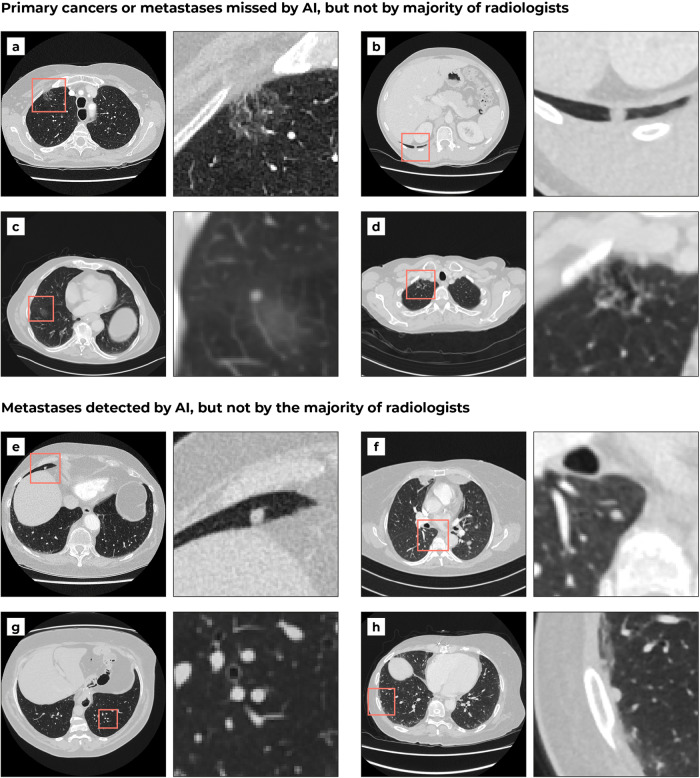 Primary cancers or metastases missed by AI, but not by majority of radiologists
a
b
c
d
Metastases detected by AI, but not by the majority of radiologists
e
f
g
h